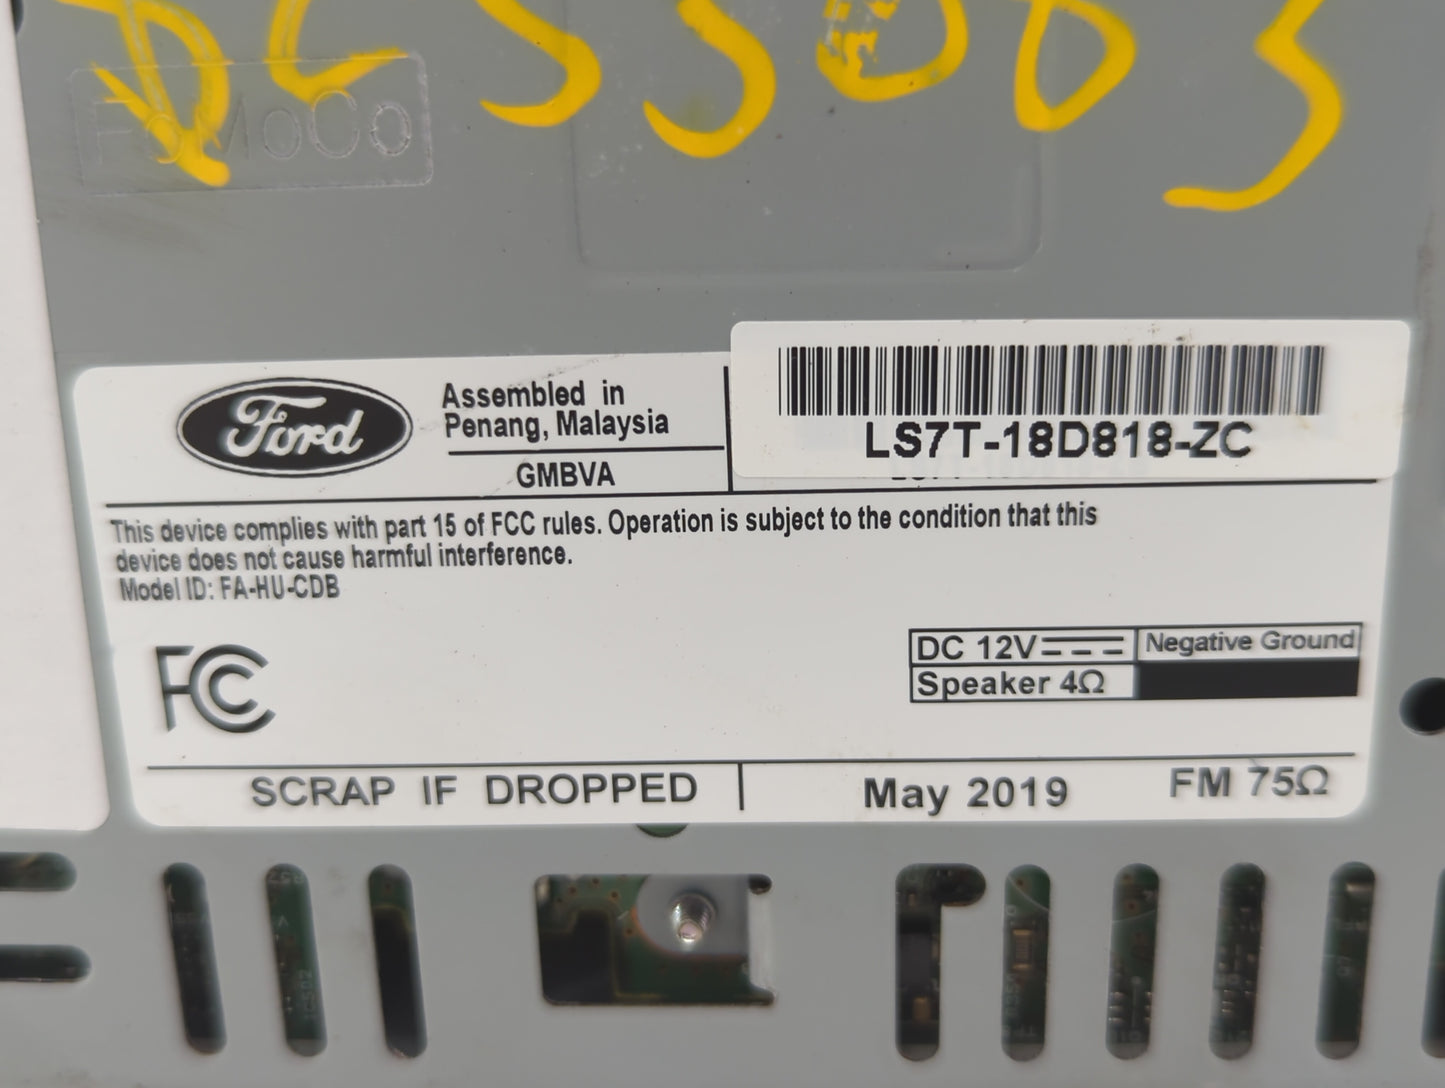 FoMoCo
Ford
Assembled in
Penang, Malaysia
GMBVA
LS7T-18D818-ZC
This device complies with part 15 of FCC rules. Operation is subject to the condition that this
device does not cause harmful interference.
Model ID: FA-HU-CDB
FC
DC 12V Negative Ground
Speaker 4Ω
SCRAP IF DROPPED
May 2019
FM 75Ω